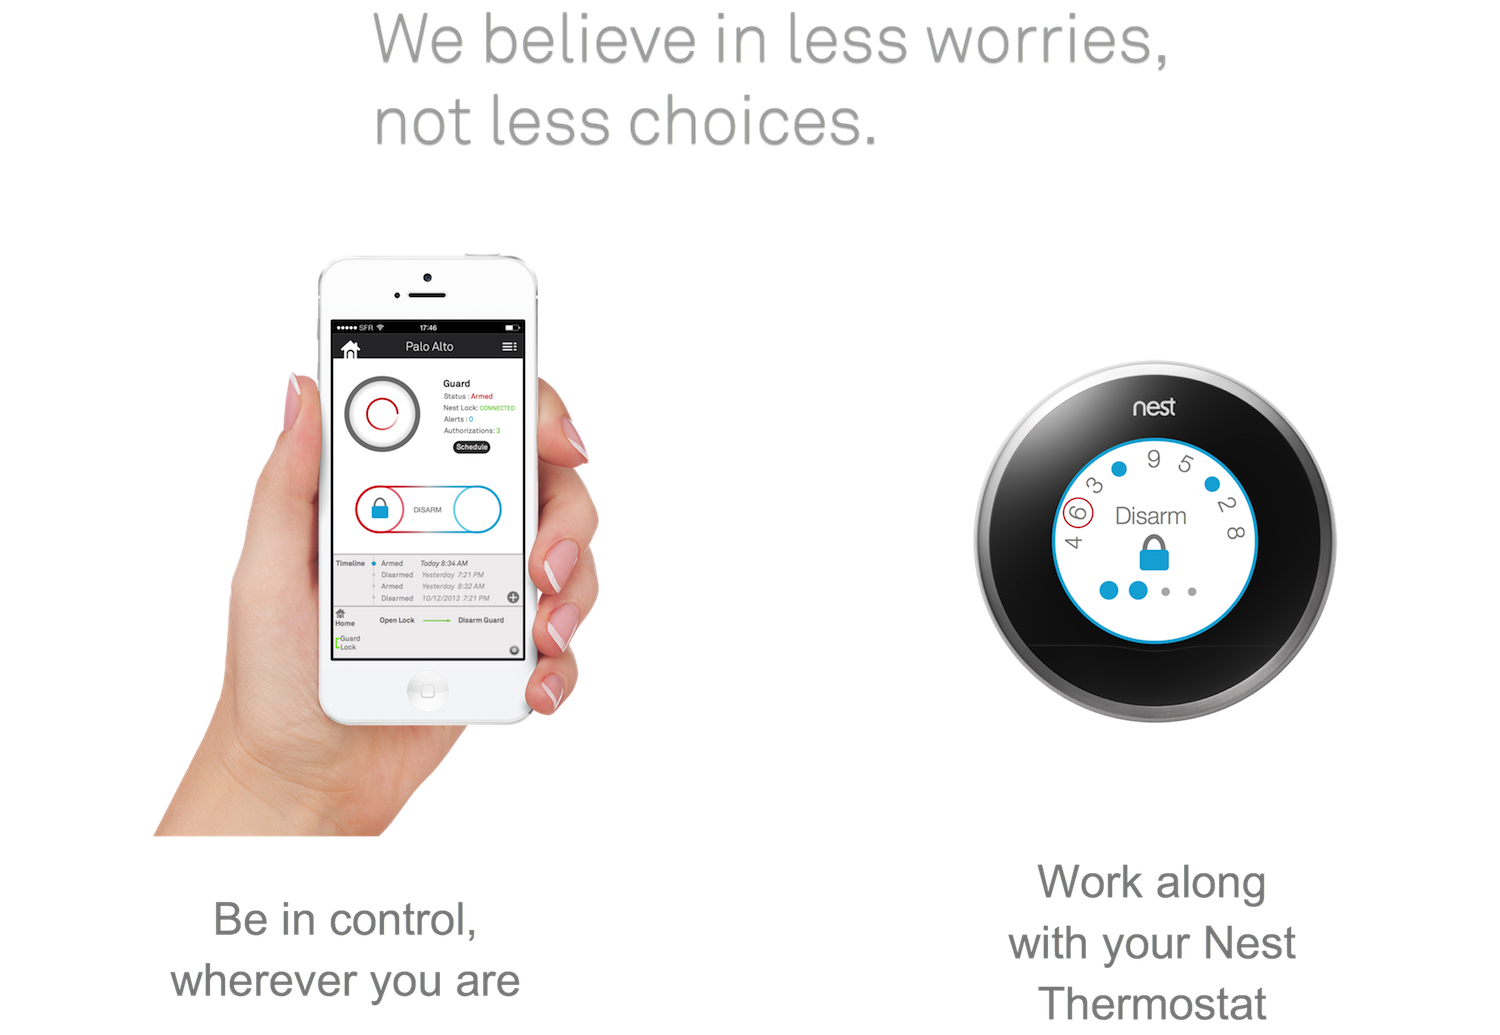 We believe in less worries,
not less choices.
SFR 17:46
Palo Alto
Guard
Status : Armed
Nest Lock: CONNECTED
Alerts : 0
Authorizations: 3
Schedule
DISARM
Timeline Armed Today 8:34 AM
Disarmed Yesterday 7:21 PM
Armed Yesterday 8:32 AM
Disarmed 10/12/2013 7:21 PM
Home Open Lock Disarm Guard
Guard
Lock
Be in control,
wherever you are
nest
4 6 3 9 5 2 8
Disarm
Work along
with your Nest
Thermostat